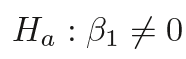 $H_a : \beta_1 \neq 0$